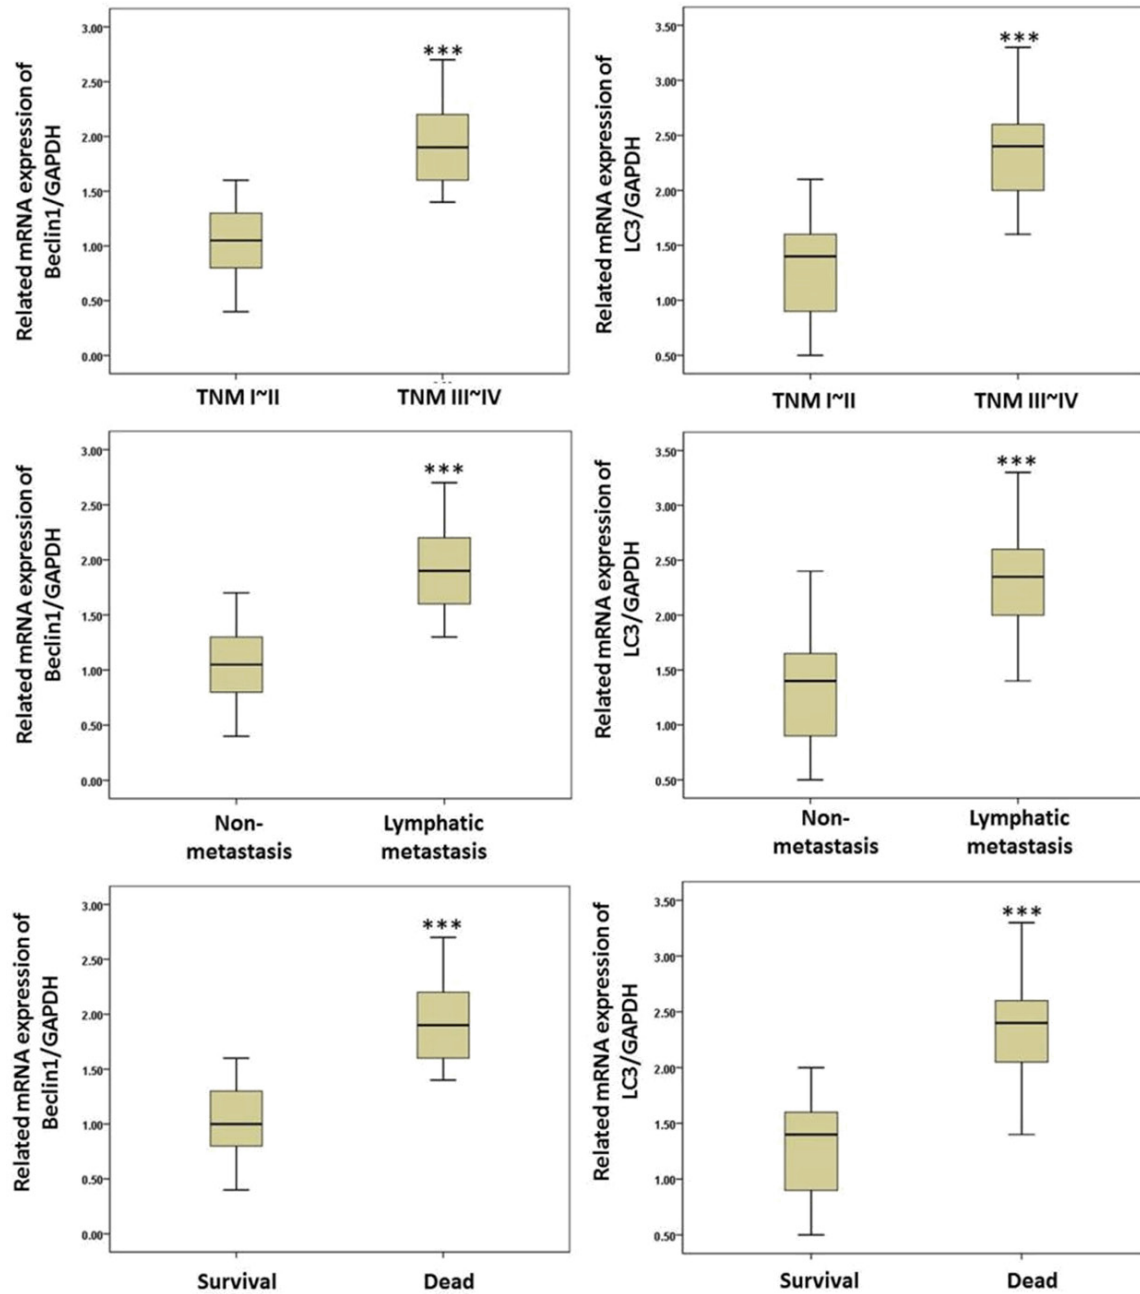 Related mRNA expression of
Beclin1/GAPDH
3.00
2.50
2.00
1.50
1.00
0.50
0.00
***
TNM I~II
TNM III~IV
Related mRNA expression of
LC3/GAPDH
3.50
3.00
2.50
2.00
1.50
1.00
0.50
***
TNM I~II
TNM III~IV
Related mRNA expression of
Beclin1/GAPDH
3.00
2.50
2.00
1.50
1.00
0.50
0.00
***
Non-
metastasis
Lymphatic
metastasis
Related mRNA expression of
LC3/GAPDH
3.50
3.00
2.50
2.00
1.50
1.00
0.50
***
Non-
metastasis
Lymphatic
metastasis
Related mRNA expression of
Beclin1/GAPDH
3.00
2.50
2.00
1.50
1.00
0.50
0.00
***
Survival
Dead
Related mRNA expression of
LC3/GAPDH
3.50
3.00
2.50
2.00
1.50
1.00
0.50
***
Survival
Dead